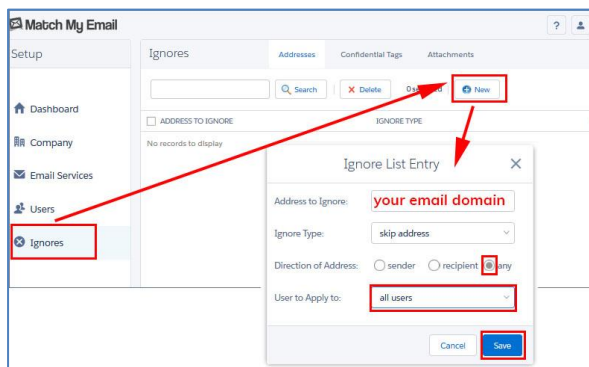 Match My Email
?
Setup
Ignores
Addresses
Confidential Tags
Attachments
Search
X Delete
New
Dashboard
ADDRESS TO IGNORE
IGNORE TYPE
Company
No records to display
Email Services
Users
Ignores
Ignore List Entry
Address to Ignore: your email domain
Ignore Type: skip address
Direction of Address: sender recipient any
User to Apply to: all users
Cancel
Save